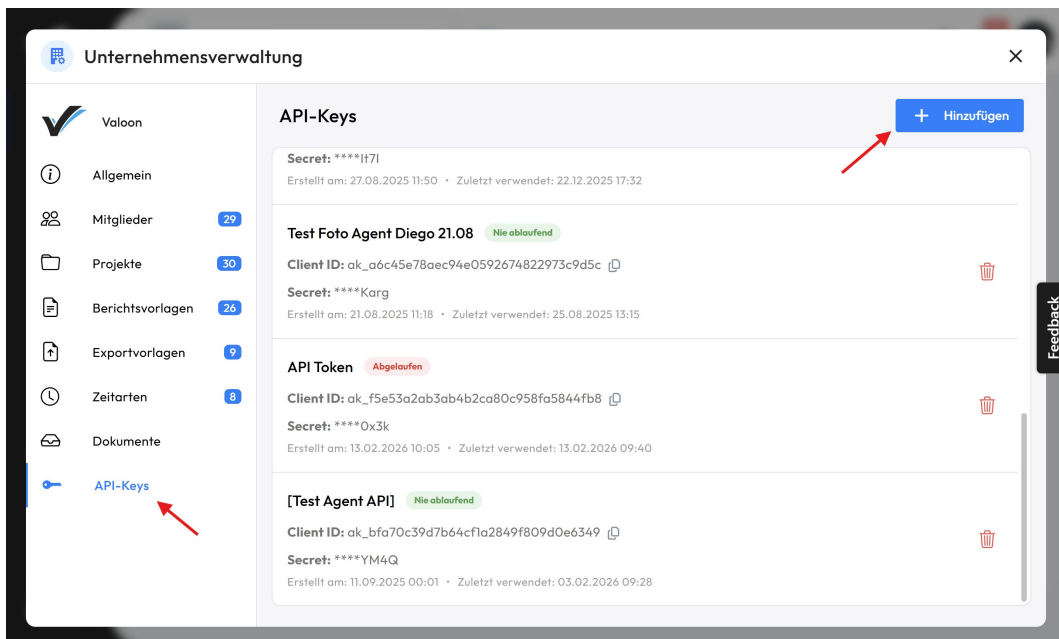 Unternehmensverwaltung
Valoon
Allgemein
Mitglieder 29
Projekte 30
Berichtsvorlagen 26
Exportvorlagen 9
Zeitarten 8
Dokumente
API-Keys
API-Keys
+ Hinzufügen
Secret: ****It7I
Erstellt am: 27.08.2025 11:50 • Zuletzt verwendet: 22.12.2025 17:32
Test Foto Agent Diego 21.08 Nie ablaufend
Client ID: ak_a6c45e78aec94e0592674822973c9d5c
Secret: ****Karg
Erstellt am: 21.08.2025 11:18 • Zuletzt verwendet: 25.08.2025 13:15
API Token Abgelaufen
Client ID: ak_f5e53a2ab3ab4b2ca80c958fa5844fb8
Secret: ****0x3k
Erstellt am: 13.02.2026 10:05 • Zuletzt verwendet: 13.02.2026 09:40
[Test Agent API] Nie ablaufend
Client ID: ak_bfa70c39d7b64cf1a2849f809d0e6349
Secret: ****YM4Q
Erstellt am: 11.09.2025 00:01 • Zuletzt verwendet: 03.02.2026 09:28
Feedback